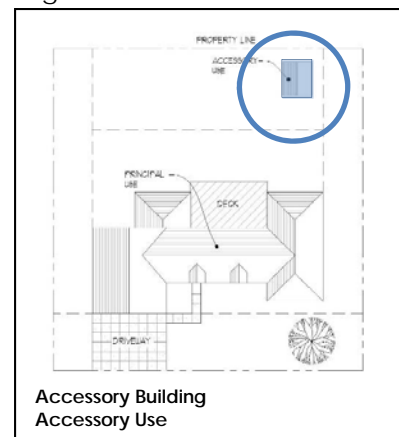 PROPERTY LINE
ACCESSORY
USE
PRINCIPAL
USE
DECK
DRIVEWAY
Accessory Building
Accessory Use